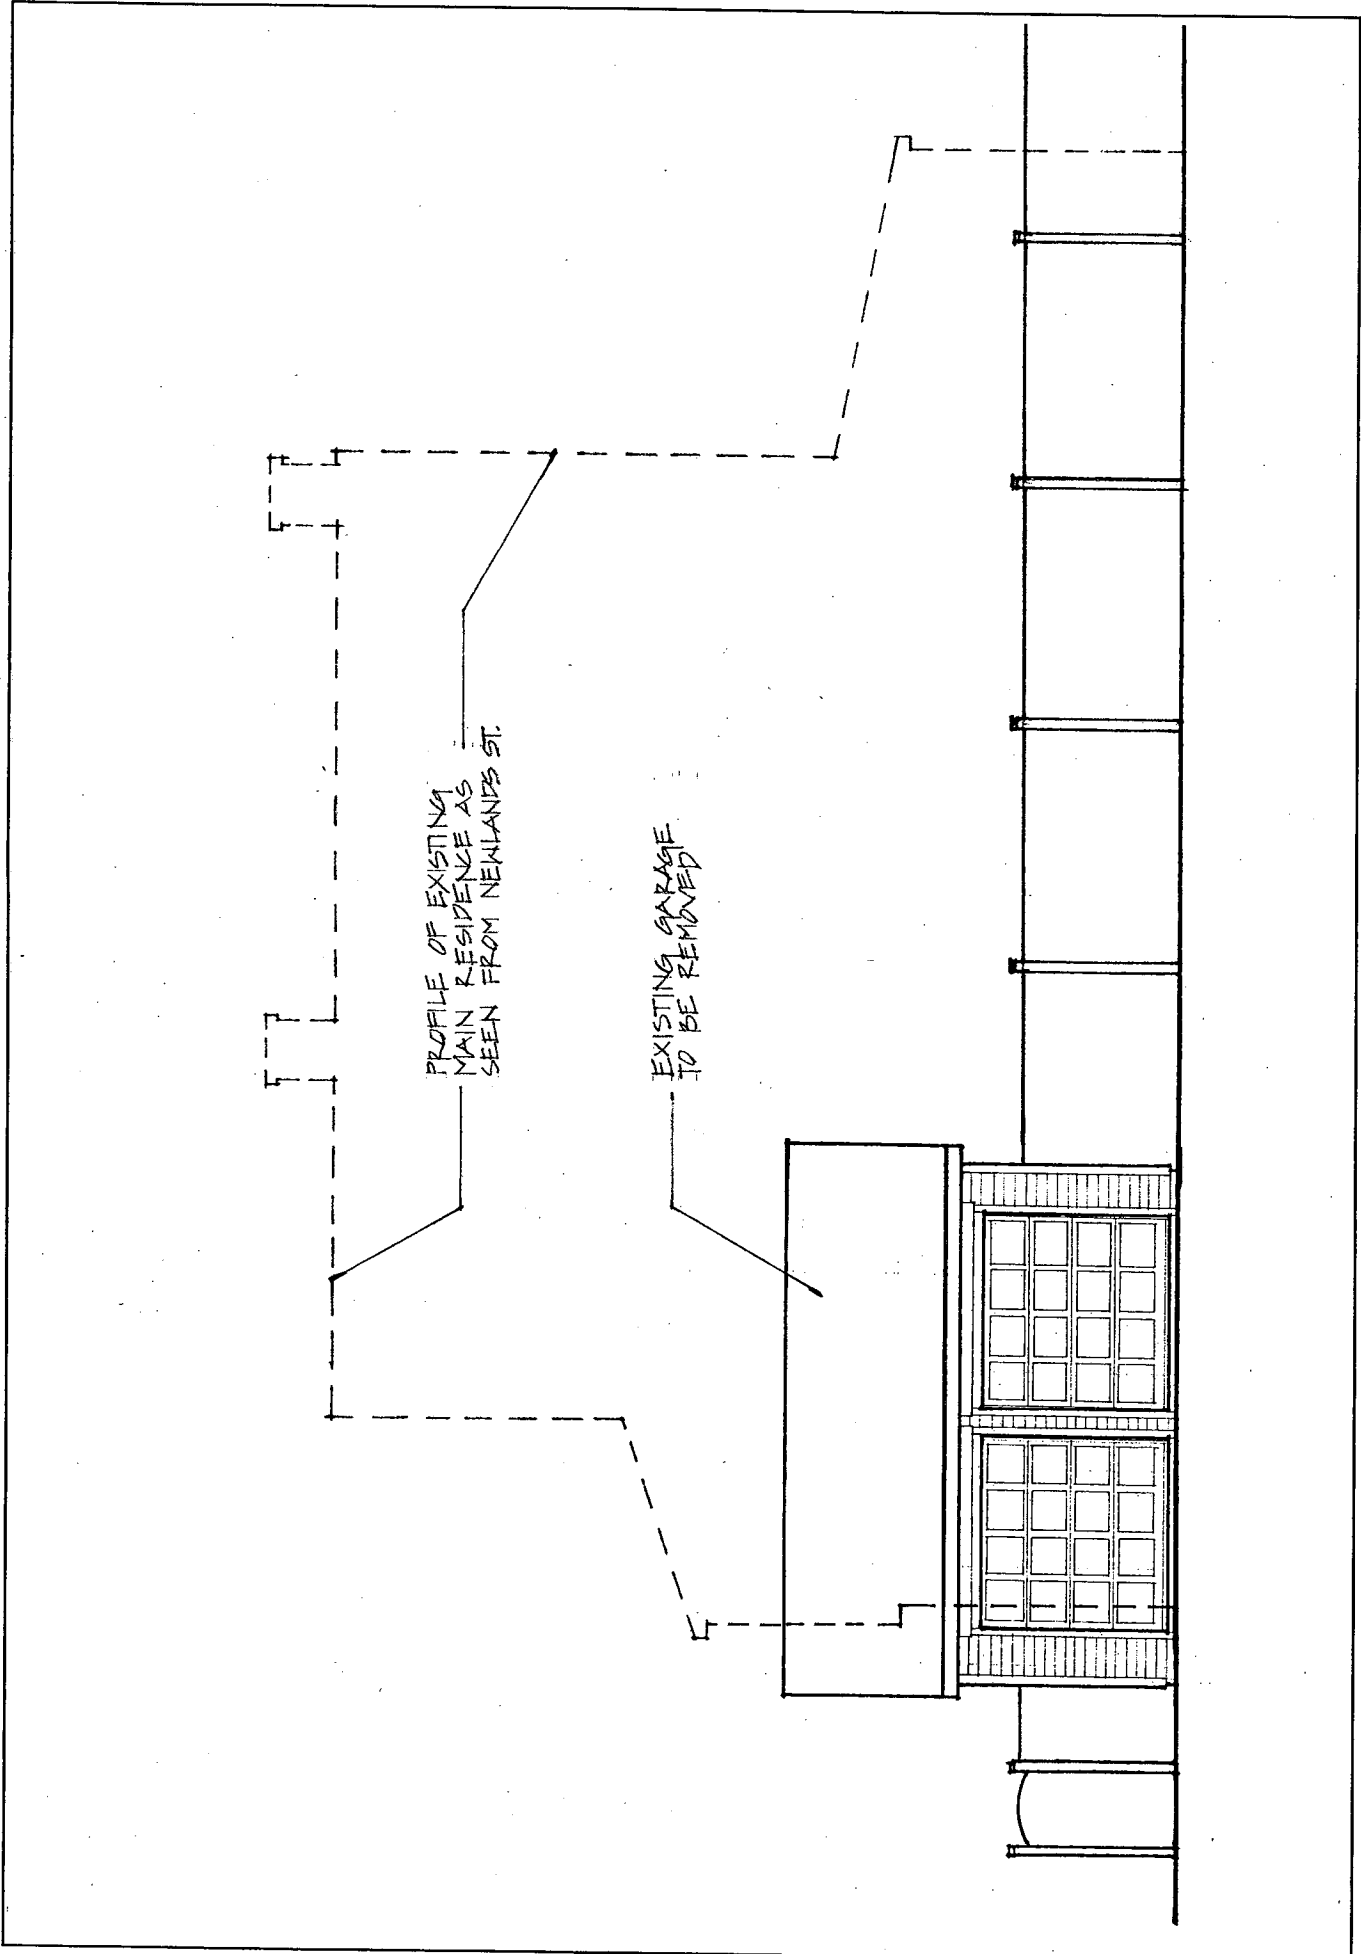 PROFILE OF EXISTING
MAIN RESIDENCE AS
SEEN FROM NEWLANDS ST.
EXISTING GARAGE
TO BE REMOVED